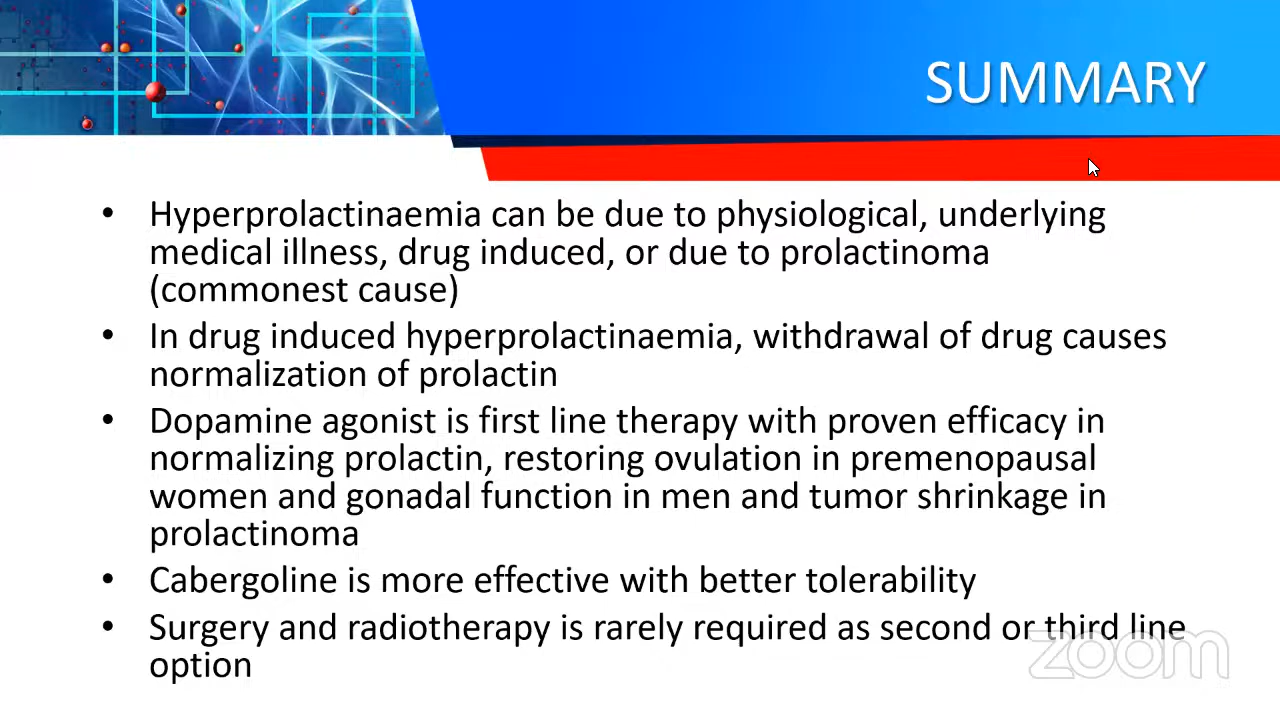 SUMMARY
• Hyperprolactinaemia can be due to physiological, underlying
medical illness, drug induced, or due to prolactinoma
(commonest cause)
• In drug induced hyperprolactinaemia, withdrawal of drug causes
normalization of prolactin
• Dopamine agonist is first line therapy with proven efficacy in
normalizing prolactin, restoring ovulation in premenopausal
women and gonadal function in men and tumor shrinkage in
prolactinoma
• Cabergoline is more effective with better tolerability
• Surgery and radiotherapy is rarely required as second or third line
option
zoom